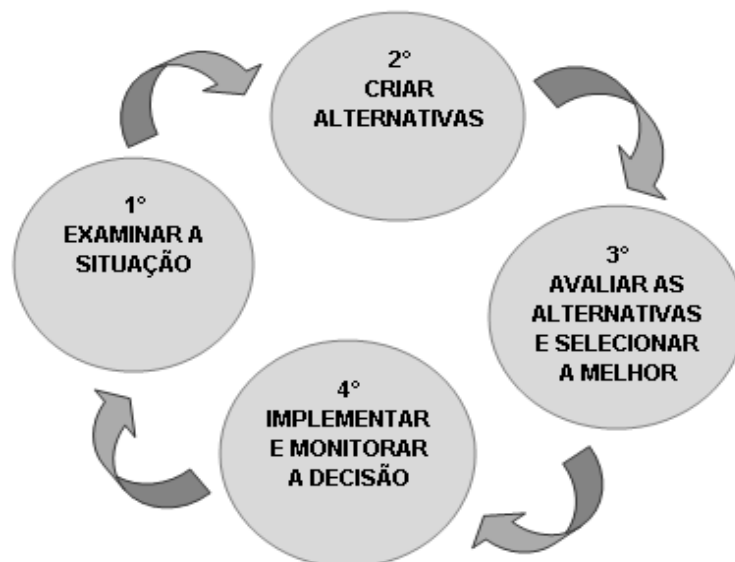 1°
EXAMINAR A
SITUAÇÃO
2°
CRIAR
ALTERNATIVAS
3°
AVALIAR AS
ALTERNATIVAS
E SELECIONAR
A MELHOR
4°
IMPLEMENTAR
E MONITORAR
A DECISÃO